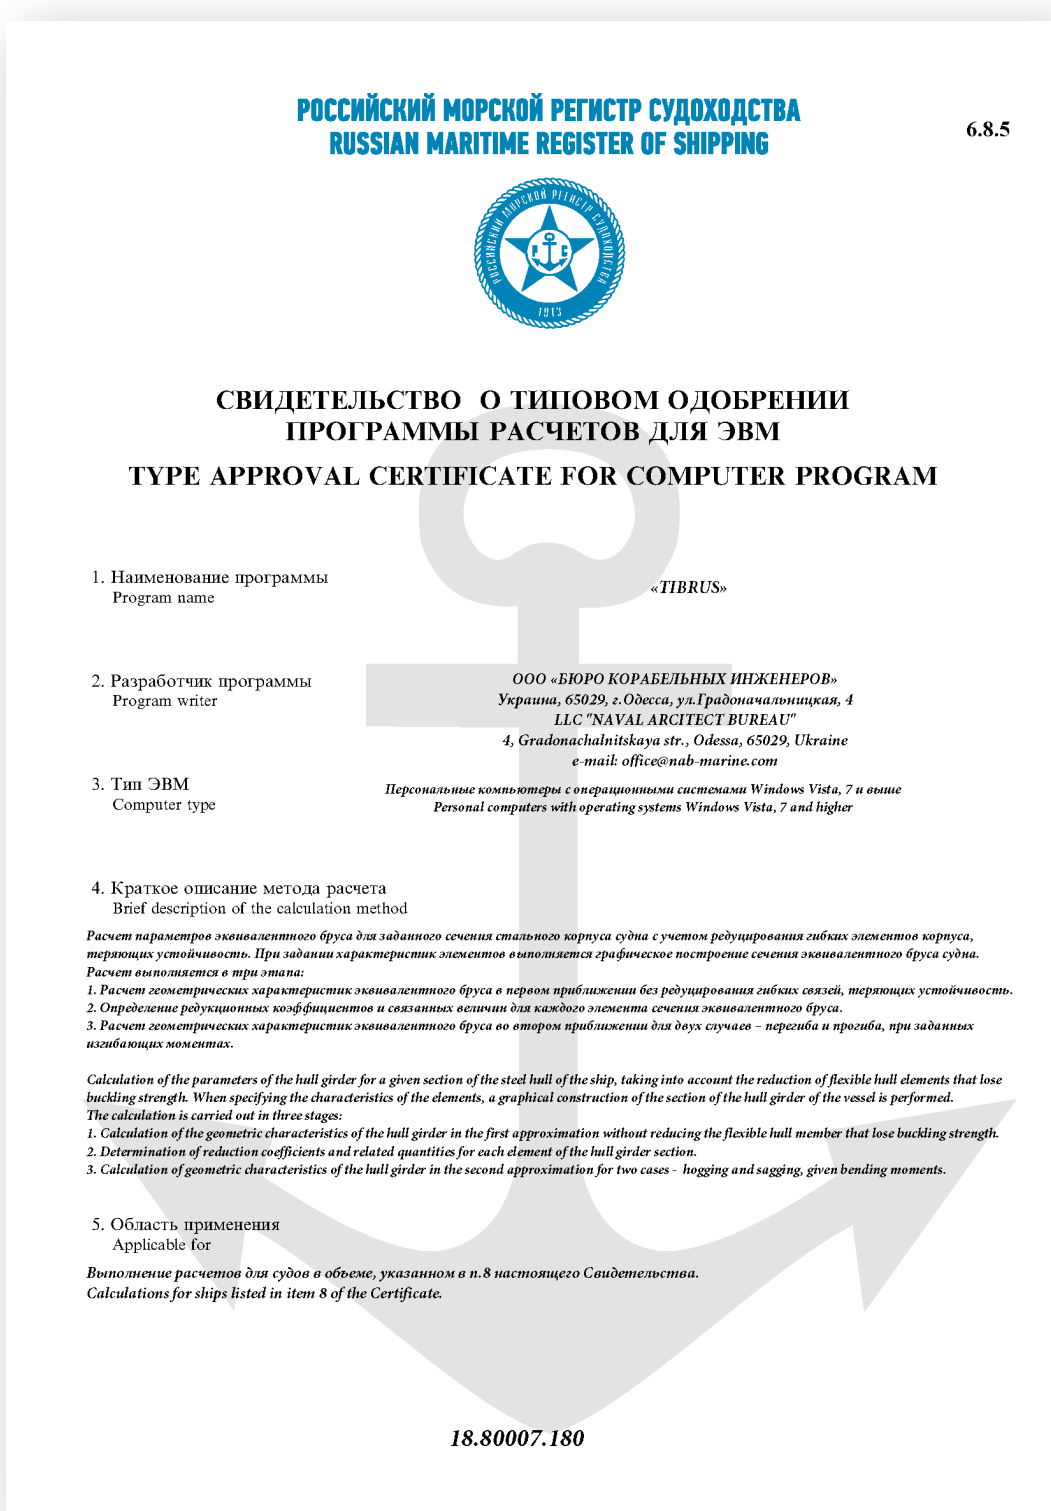 РОССИЙСКИЙ МОРСКОЙ РЕГИСТР СУДОХОДСТВА
RUSSIAN MARITIME REGISTER OF SHIPPING
6.8.5
РОССИЙСКИЙ МОРСКОЙ РЕГИСТР СУДОХОДСТВА
Р С
1913
СВИДЕТЕЛЬСТВО О ТИПОВОМ ОДОБРЕНИИ
ПРОГРАММЫ РАСЧЕТОВ ДЛЯ ЭВМ
TYPE APPROVAL CERTIFICATE FOR COMPUTER PROGRAM
1. Наименование программы
Program name
«TIBRUS»
2. Разработчик программы
Program writer
ООО «БЮРО КОРАБЕЛЬНЫХ ИНЖЕНЕРОВ»
Украина, 65029, г.Одесса, ул.Градоначальницкая, 4
LLC "NAVAL ARCITECT BUREAU"
4, Gradonachalnitskaya str., Odessa, 65029, Ukraine
e-mail: office@nab-marine.com
3. Тип ЭВМ
Computer type
Персональные компьютеры с операционными системами Windows Vista, 7 и выше
Personal computers with operating systems Windows Vista, 7 and higher
4. Краткое описание метода расчета
Brief description of the calculation method
Расчет параметров эквивалентного бруса для заданного сечения стального корпуса судна с учетом редуцирования гибких элементов корпуса,
теряющих устойчивость. При задании характеристик элементов выполняется графическое построение сечения эквивалентного бруса судна.
Расчет выполняется в три этапа:
1. Расчет геометрических характеристик эквивалентного бруса в первом приближении без редуцирования гибких связей, теряющих устойчивость.
2. Определение редукционных коэффициентов и связанных величин для каждого элемента сечения эквивалентного бруса.
3. Расчет геометрических характеристик эквивалентного бруса во втором приближении для двух случаев – перегиба и прогиба, при заданных
изгибающих моментах.
Calculation of the parameters of the hull girder for a given section of the steel hull of the ship, taking into account the reduction of flexible hull elements that lose
buckling strength. When specifying the characteristics of the elements, a graphical construction of the section of the hull girder of the vessel is performed.
The calculation is carried out in three stages:
1. Calculation of the geometric characteristics of the hull girder in the first approximation without reducing the flexible hull member that lose buckling strength.
2. Determination of reduction coefficients and related quantities for each element of the hull girder section.
3. Calculation of geometric characteristics of the hull girder in the second approximation for two cases - hogging and sagging, given bending moments.
5. Область применения
Applicable for
Выполнение расчетов для судов в объеме, указанном в п.8 настоящего Свидетельства.
Calculations for ships listed in item 8 of the Certificate.
18.80007.180